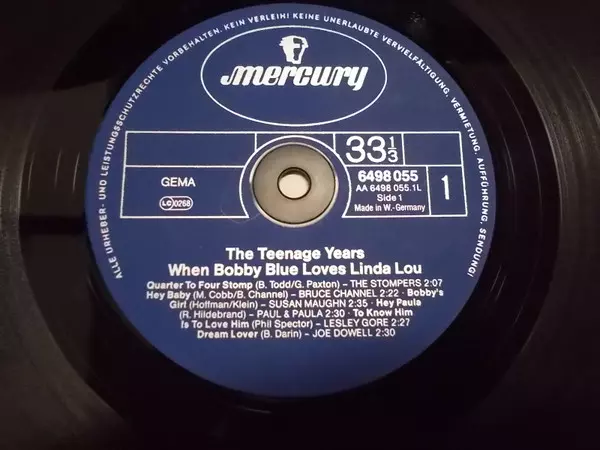 ALLE URHEBER- UND LEISTUNGSSCHUTZRECHTE VORBEHALTEN. KEIN VERLEIH! KEINE UNERLAUBTE VERVIELFÄLTIGUNG, VERMIETUNG, AUFFÜHRUNG, SENDUNG!
mercury
33 1/3
GEMA
LC 0268
6498 055
AA 6498 055.1L
Side 1
Made in W.-Germany
1
The Teenage Years
When Bobby Blue Loves Linda Lou
Quarter To Four Stomp (B. Todd/G. Paxton) – THE STOMPERS 2:07
Hey Baby (M. Cobb/B. Channel) – BRUCE CHANNEL 2:22 • Bobby's
Girl (Hoffman/Klein) – SUSAN MAUGHN 2:35 • Hey Paula
(R. Hildebrand) – PAUL & PAULA 2:30 • To Know Him
Is To Love Him (Phil Spector) – LESLEY GORE 2:27
Dream Lover (B. Darin) – JOE DOWELL 2:30